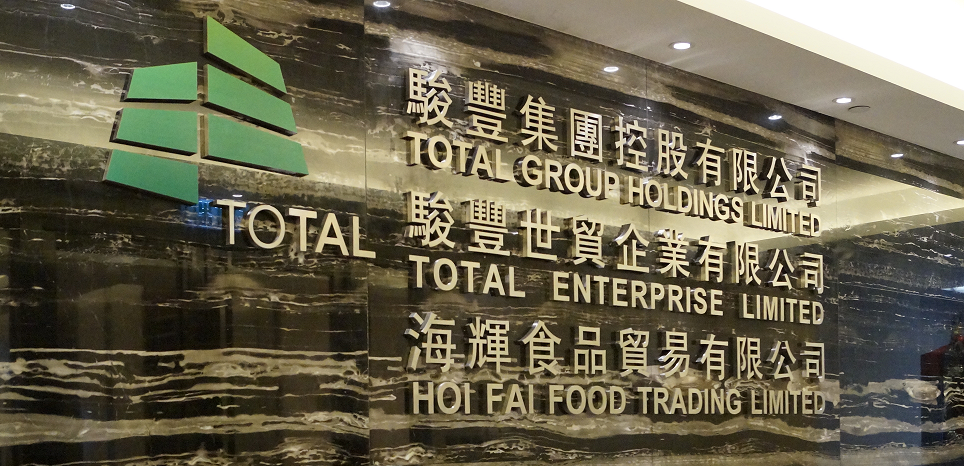 TOTAL
駿豐集團控股有限公司
TOTAL GROUP HOLDINGS LIMITED
駿豐世貿企業有限公司
TOTAL ENTERPRISE LIMITED
海輝食品貿易有限公司
HOI FAI FOOD TRADING LIMITED